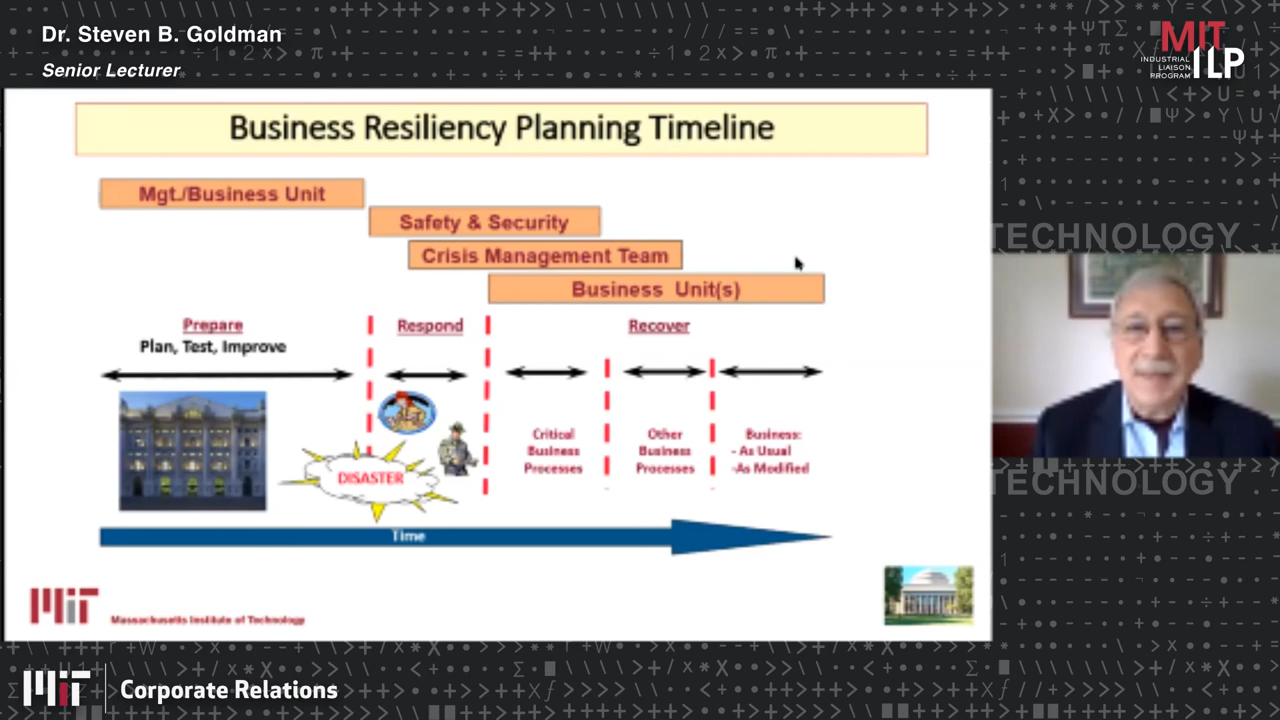 Dr. Steven B. Goldman
Senior Lecturer
MIT
INDUSTRIAL
LIAISON
PROGRAM
ILP
Business Resiliency Planning Timeline
Mgt./Business Unit
Safety & Security
Crisis Management Team
Business Unit(s)
Prepare
Plan, Test, Improve
Respond
Recover
Critical
Business
Processes
Other
Business
Processes
Business:
- As Usual
-As Modified
DISASTER
Time
MIT
Massachusetts Institute of Technology
TECHNOLOGY
TECHNOLOGY
MIT
Corporate Relations